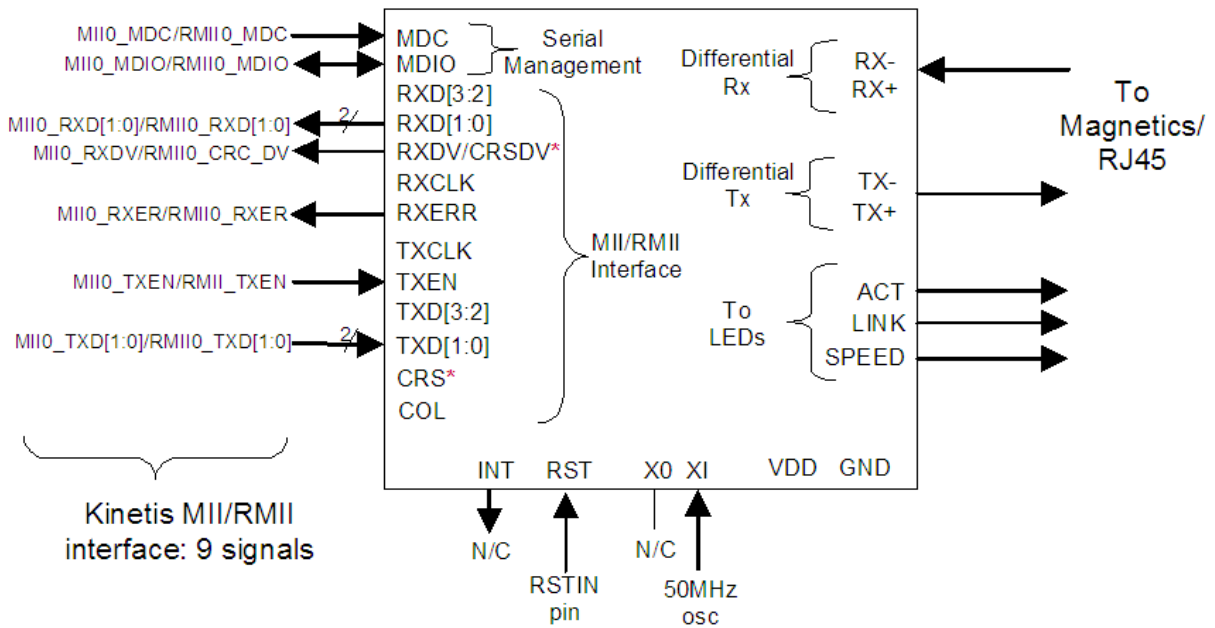 MII0_MDC/RMII0_MDC
MII0_MDIO/RMII0_MDIO
MII0_RXD[1:0]/RMII0_RXD[1:0]
2
MII0_RXDV/RMII0_CRC_DV
MII0_RXER/RMII0_RXER
MII0_TXEN/RMII_TXEN
MII0_TXD[1:0]/RMII0_TXD[1:0]
2
Kinetis MII/RMII
interface: 9 signals
MDC
MDIO
Serial
Management
RXD[3:2]
RXD[1:0]
RXDV/CRSDV*
RXCLK
RXERR
TXCLK
TXEN
TXD[3:2]
TXD[1:0]
CRS*
COL
MII/RMII
Interface
Differential
Rx
RX-
RX+
Differential
Tx
TX-
TX+
To
LEDs
ACT
LINK
SPEED
To
Magnetics/
RJ45
INT
RST
X0
XI
VDD
GND
N/C
RSTIN
pin
N/C
50MHz
osc